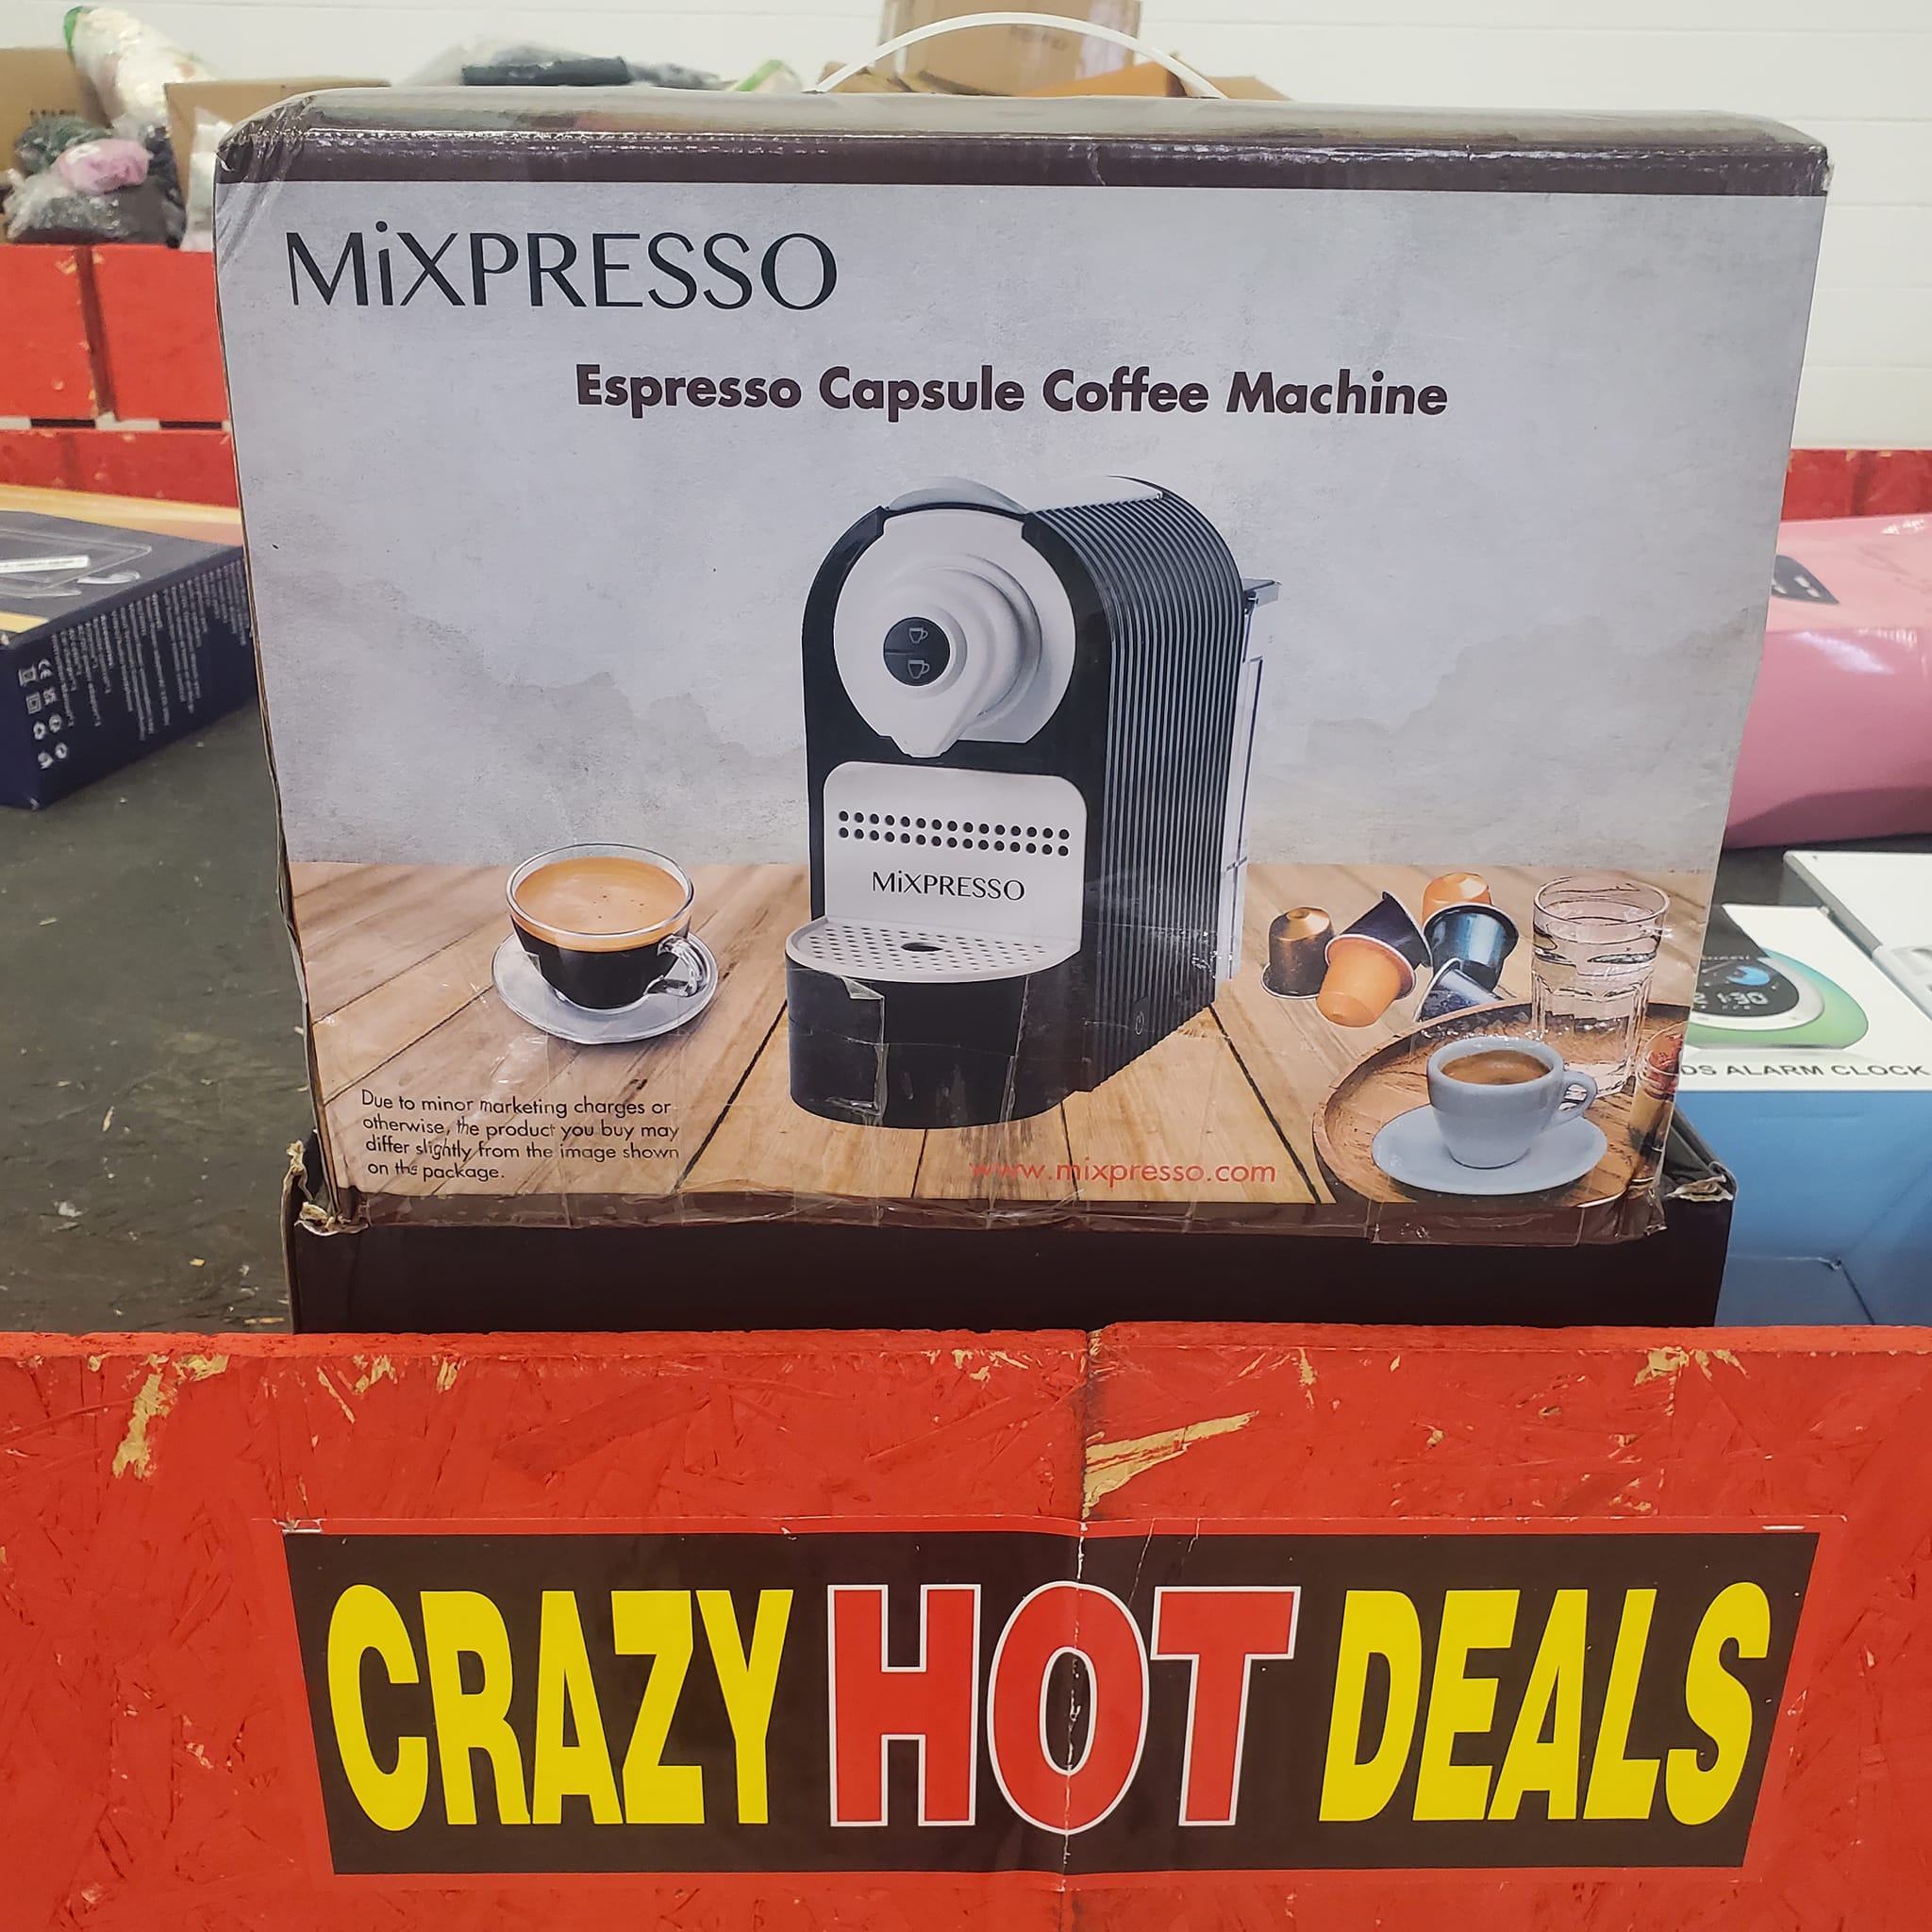 MiXPRESSO
Espresso Capsule Coffee Machine
MiXPRESSO
Due to minor marketing charges or
otherwise, the product you buy may
differ slightly from the image shown
on the package.
www.mixpresso.com
ALARM CLOCK
CRAZY HOT DEALS